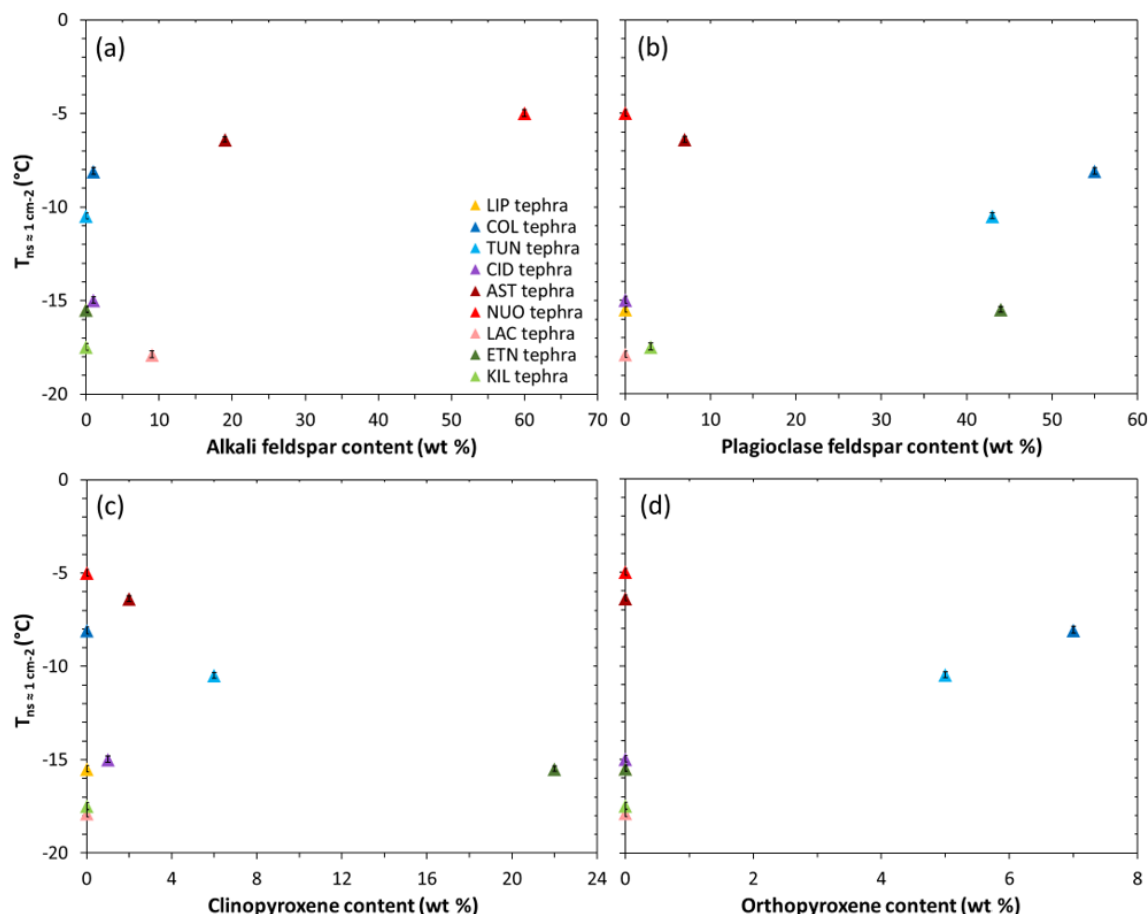 (a)
0
-5
-10
-15
-20
T ns ≈ 1 cm-2 (°C)
LIP tephra
COL tephra
TUN tephra
CID tephra
AST tephra
NUO tephra
LAC tephra
ETN tephra
KIL tephra
0 10 20 30 40 50 60 70
Alkali feldspar content (wt %)
(b)
0 10 20 30 40 50 60
Plagioclase feldspar content (wt %)
(c)
0
-5
-10
-15
-20
T ns ≈ 1 cm-2 (°C)
0 4 8 12 16 20 24
Clinopyroxene content (wt %)
(d)
0 2 4 6 8
Orthopyroxene content (wt %)